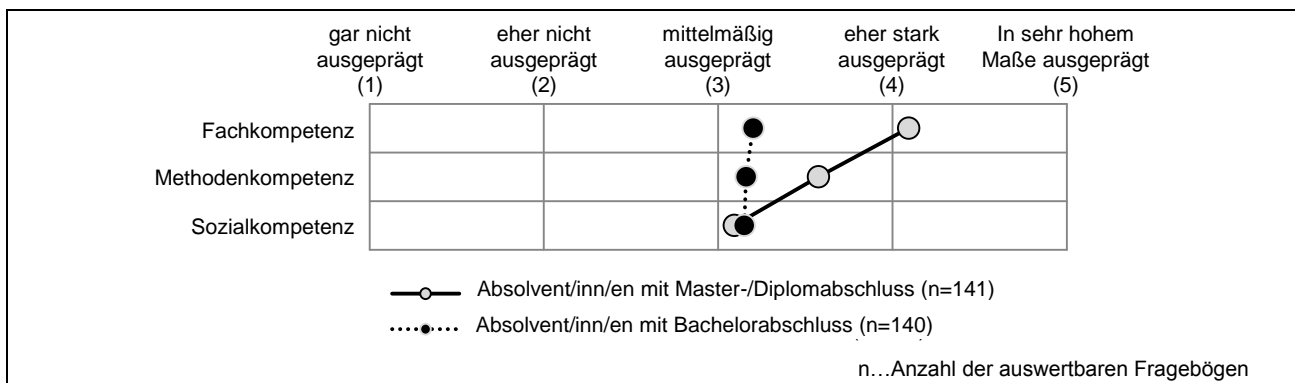 gar nicht ausgeprägt (1)
eher nicht ausgeprägt (2)
mittelmäßig ausgeprägt (3)
eher stark ausgeprägt (4)
In sehr hohem Maße ausgeprägt (5)
Fachkompetenz
Methodenkompetenz
Sozialkompetenz
Absolvent/inn/en mit Master-/Diplomabschluss (n=141)
Absolvent/inn/en mit Bachelorabschluss (n=140)
n…Anzahl der auswertbaren Fragebögen